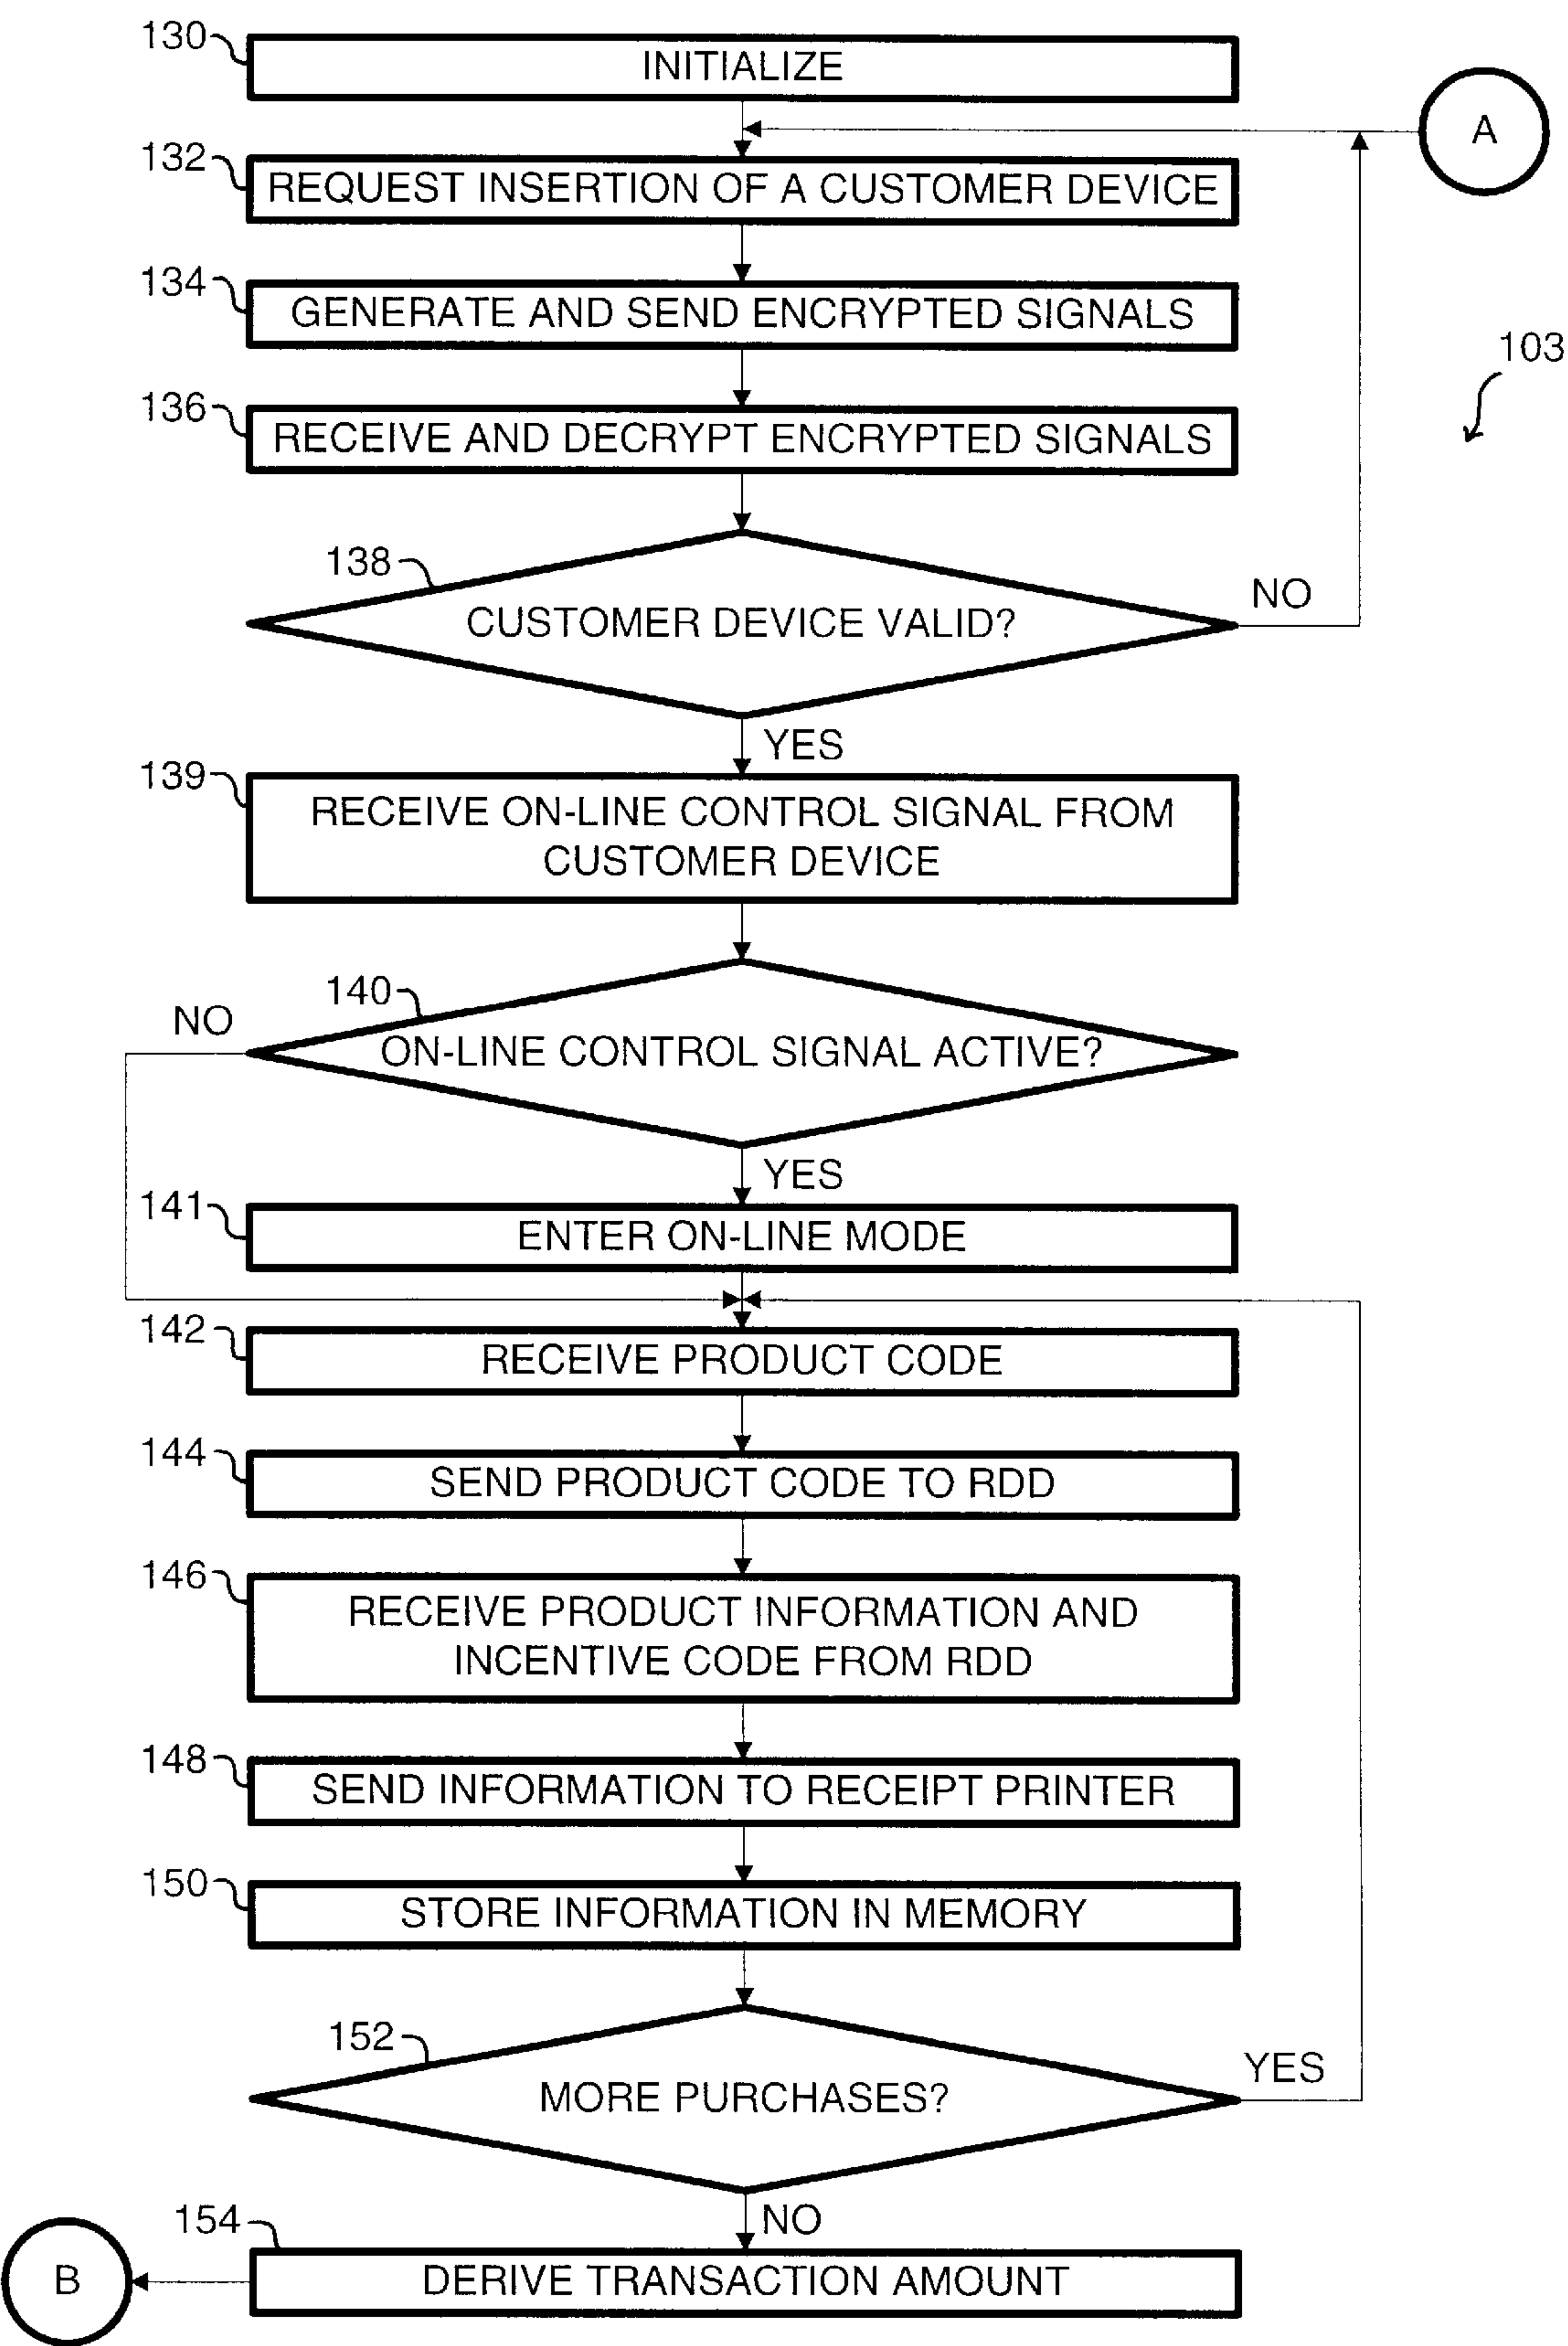 130
INITIALIZE
A
132
REQUEST INSERTION OF A CUSTOMER DEVICE
134
GENERATE AND SEND ENCRYPTED SIGNALS
103
136
RECEIVE AND DECRYPT ENCRYPTED SIGNALS
138
CUSTOMER DEVICE VALID?
NO
YES
139
RECEIVE ON-LINE CONTROL SIGNAL FROM
CUSTOMER DEVICE
140
NO
ON-LINE CONTROL SIGNAL ACTIVE?
YES
141
ENTER ON-LINE MODE
142
RECEIVE PRODUCT CODE
144
SEND PRODUCT CODE TO RDD
146
RECEIVE PRODUCT INFORMATION AND
INCENTIVE CODE FROM RDD
148
SEND INFORMATION TO RECEIPT PRINTER
150
STORE INFORMATION IN MEMORY
152
MORE PURCHASES?
YES
NO
154
DERIVE TRANSACTION AMOUNT
B